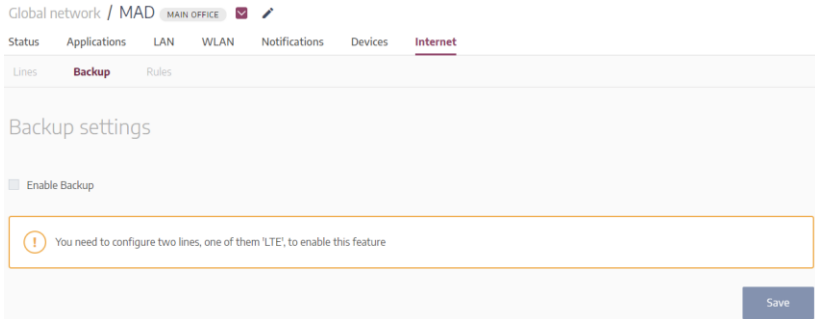 Global network / MAD MAIN OFFICE
Status Applications LAN WLAN Notifications Devices Internet
Lines Backup Rules
Backup settings
Enable Backup
! You need to configure two lines, one of them 'LTE', to enable this feature
Save